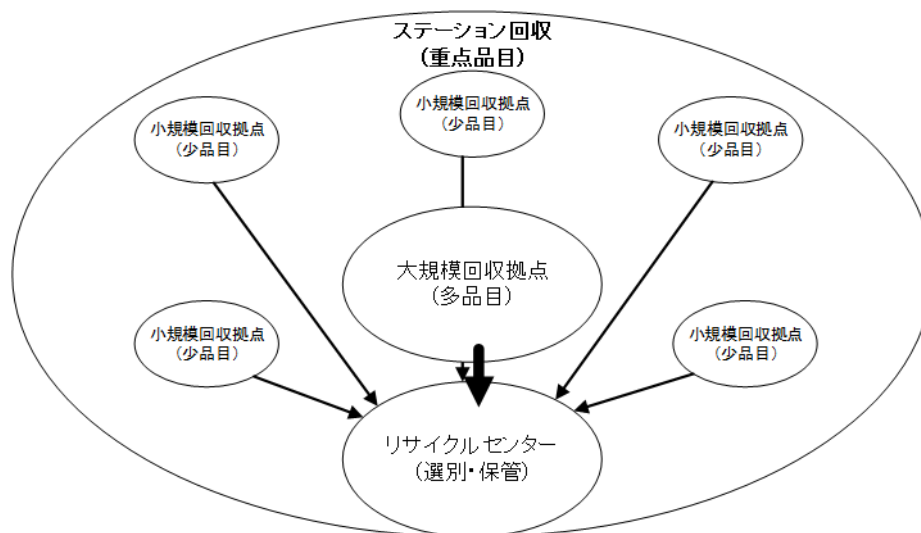 ステーション回収
(重点品目)
小規模回収拠点
(少品目)
小規模回収拠点
(少品目)
小規模回収拠点
(少品目)
大規模回収拠点
(多品目)
小規模回収拠点
(少品目)
小規模回収拠点
(少品目)
リサイクルセンター
(選別・保管)